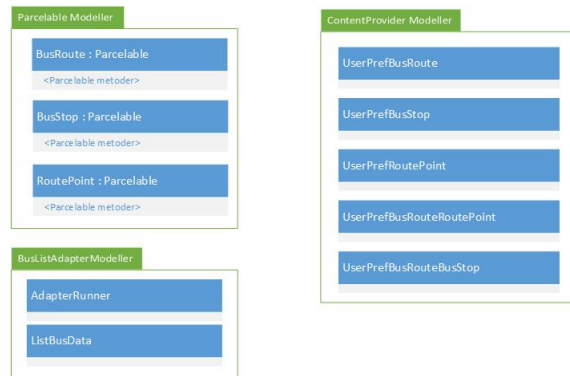 Parcelable Modeller
BusRoute : Parcelable
<Parcelable metoder>
BusStop : Parcelable
<Parcelable metoder>
RoutePoint : Parcelable
<Parcelable metoder>
BusListAdapterModeller
AdapterRunner
ListBusData
ContentProvider Modeller
UserPrefBusRoute
UserPrefBusStop
UserPrefRoutePoint
UserPrefBusRouteRoutePoint
UserPrefBusRouteBusStop